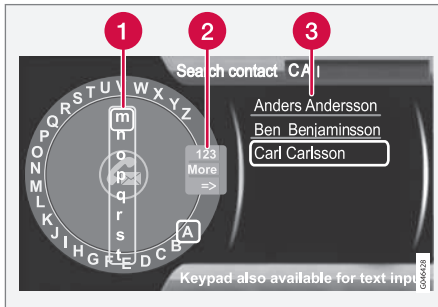 1
2
3
Search contact CA
A B C D E F G H I J K L M N O P Q R S T U V W X Y Z
m
n
o
p
q
r
s
t
123
More
=>
Anders Andersson
Ben Benjaminsson
Carl Carlsson
Keypad also available for text inpu
G046428